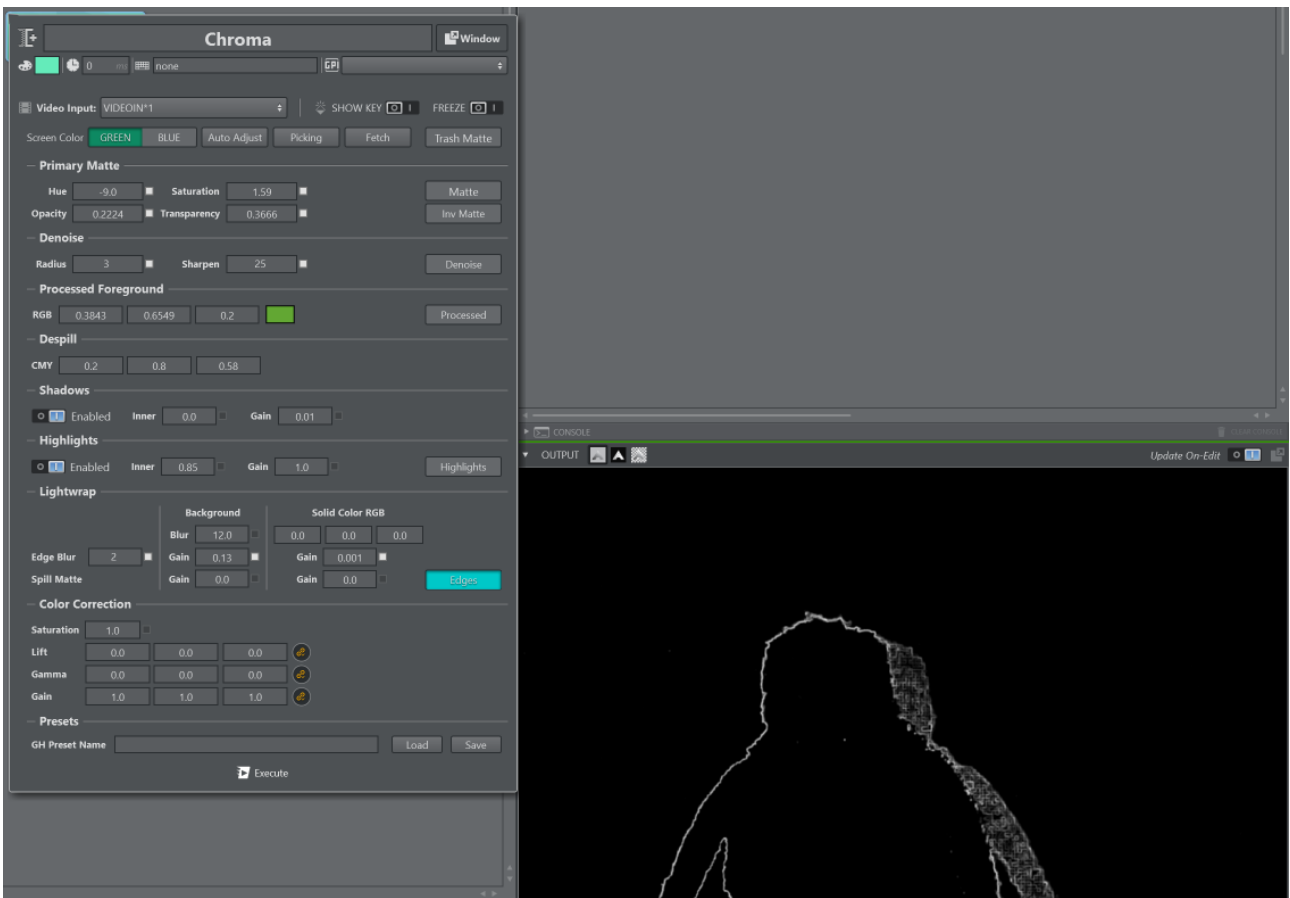 Chroma
Window
0 ms none GPI
Video Input: VIDEOIN*1 SHOW KEY FREEZE
Screen Color GREEN BLUE Auto Adjust Picking Fetch Trash Matte
Primary Matte
Hue -9.0 Saturation 1.59 Matte
Opacity 0.2224 Transparency 0.3666 Inv Matte
Denoise
Radius 3 Sharpen 25 Denoise
Processed Foreground
RGB 0.3843 0.6549 0.2 Processed
Despill
CMY 0.2 0.8 0.58
Shadows
Enabled Inner 0.0 Gain 0.01
Highlights
Enabled Inner 0.85 Gain 1.0 Highlights
Lightwrap
Background Solid Color RGB
Blur 12.0 0.0 0.0 0.0
Edge Blur 2 Gain 0.13 Gain 0.001
Spill Matte Gain 0.0 Gain 0.0 Edges
Color Correction
Saturation 1.0
Lift 0.0 0.0 0.0
Gamma 0.0 0.0 0.0
Gain 1.0 1.0 1.0
Presets
GH Preset Name Load Save
Execute
CONSOLE CLEAR CONSOLE
OUTPUT Update On-Edit